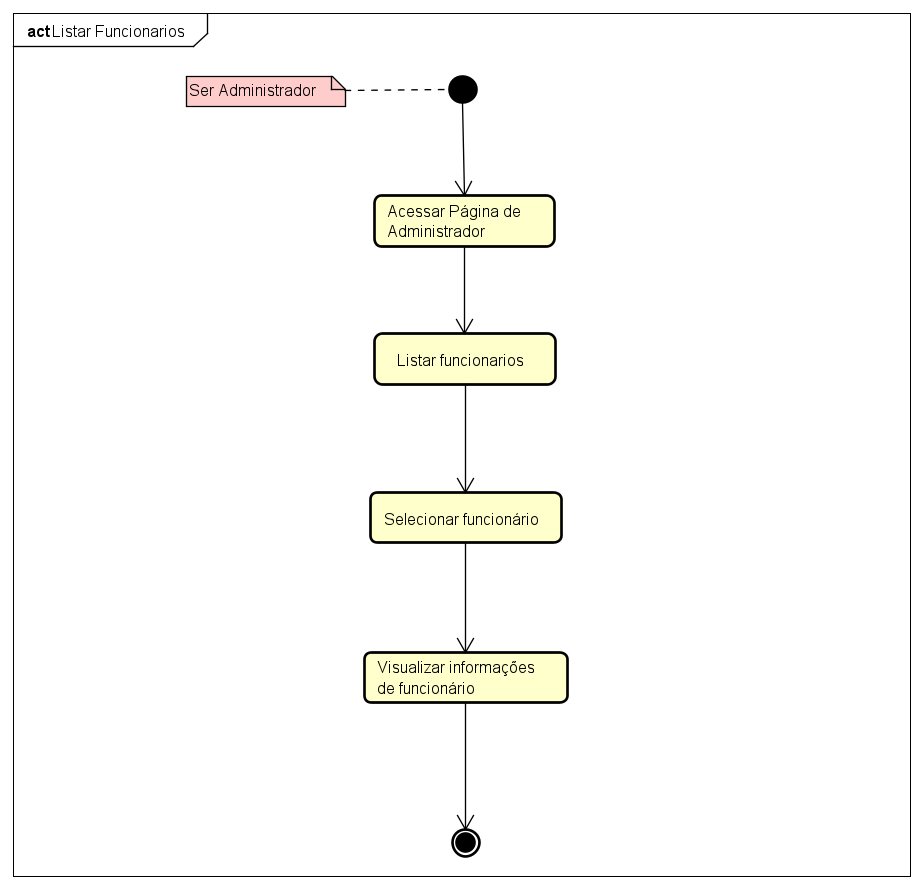 act Listar Funcionarios
Ser Administrador
Acessar Página de
Administrador
Listar funcionarios
Selecionar funcionário
Visualizar informações
de funcionário